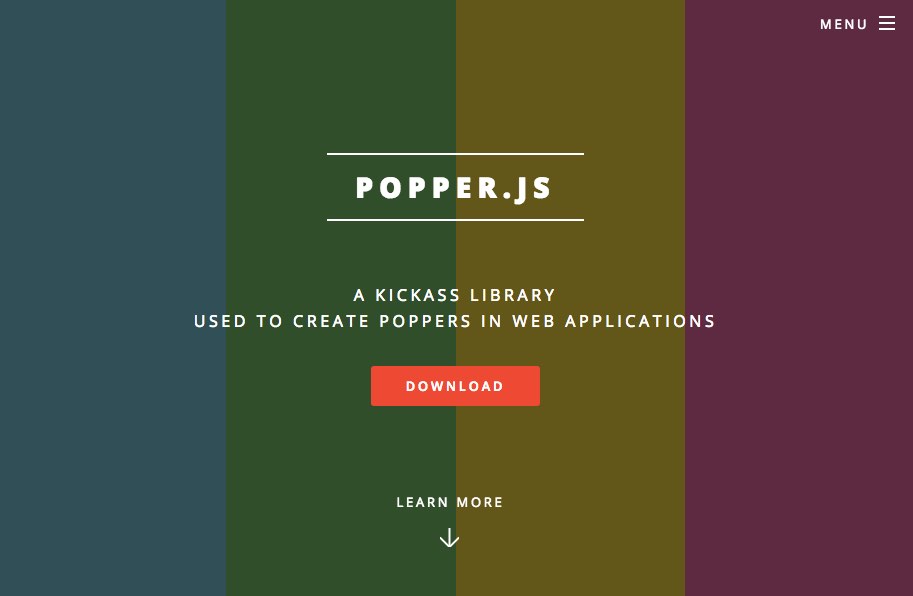 MENU
POPPER.JS
A KICKASS LIBRARY
USED TO CREATE POPPERS IN WEB APPLICATIONS
DOWNLOAD
LEARN MORE